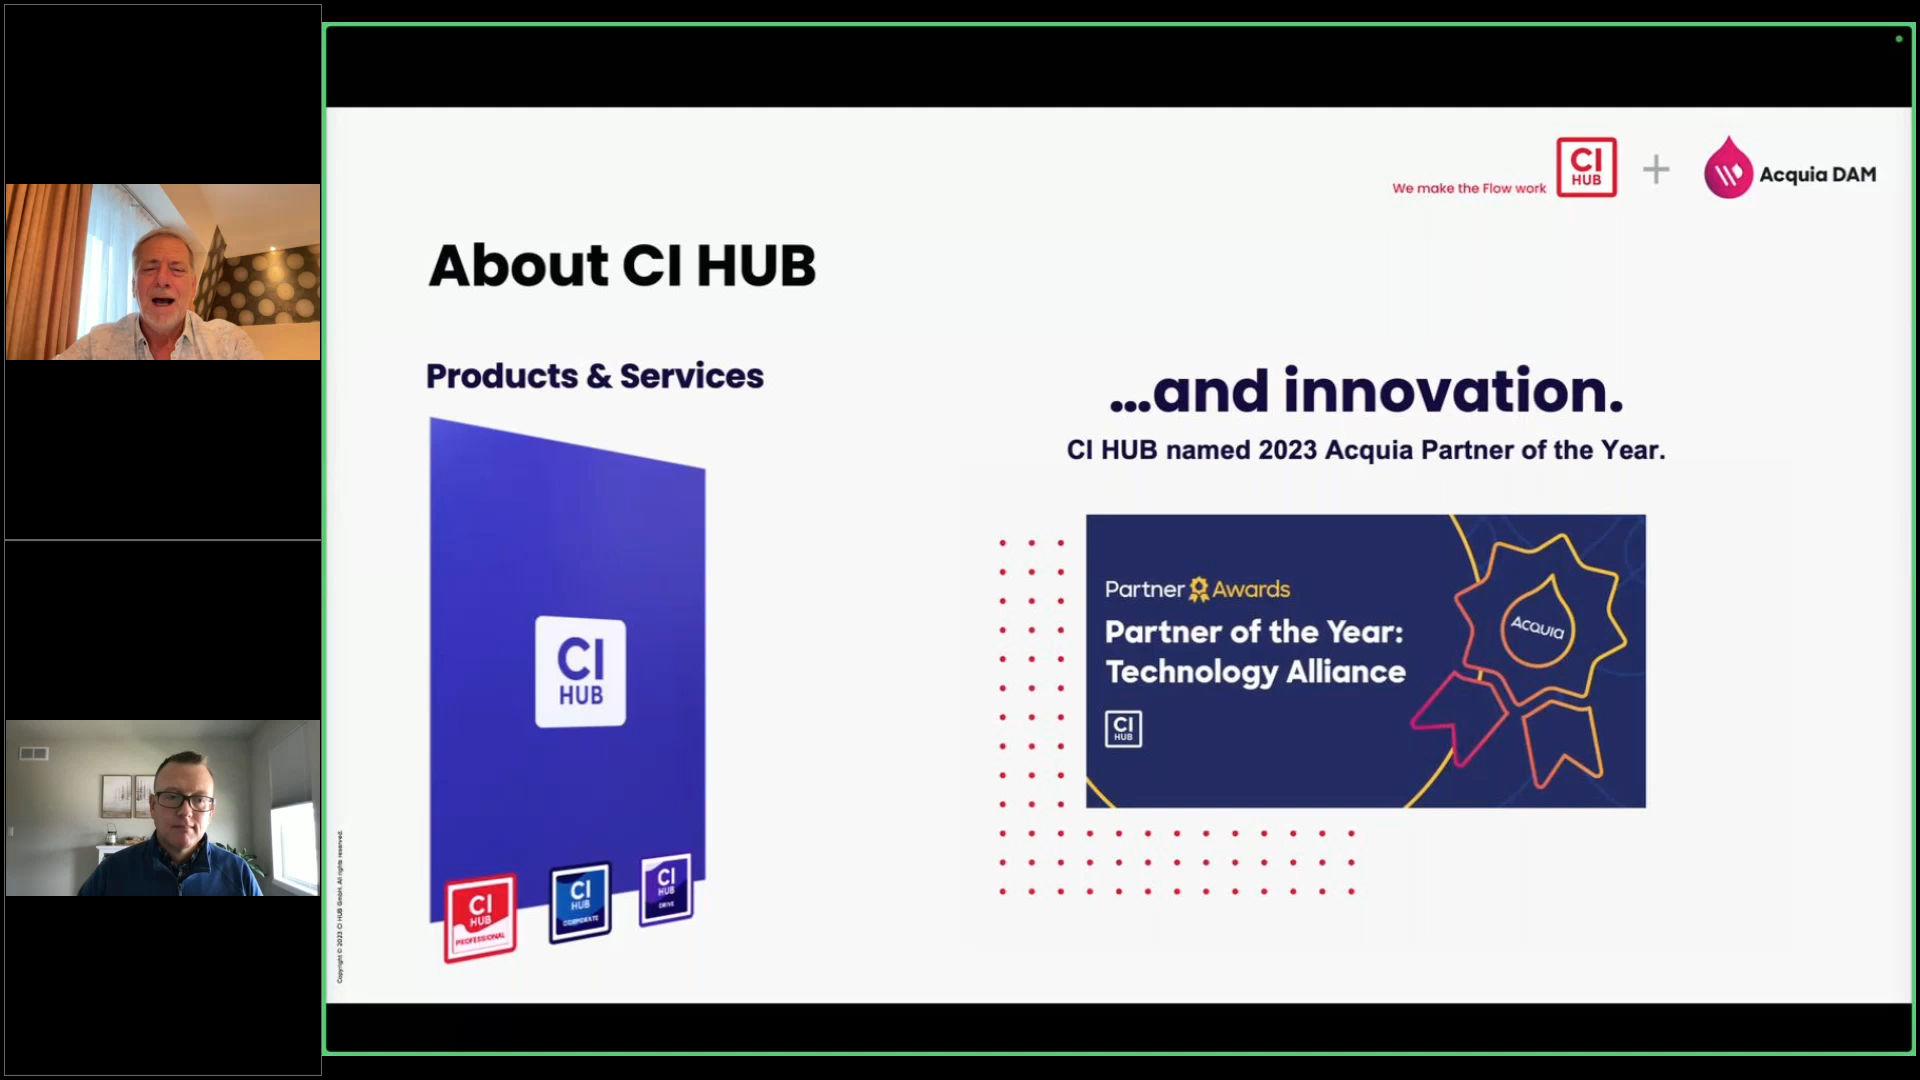 We make the Flow work
CI
HUB
+
Acquia DAM
About CI HUB
Products & Services
CI
HUB
CI
HUB
PROFESSIONAL
CI
HUB
CORPORATE
CI
HUB
DRIVE
...and innovation.
CI HUB named 2023 Acquia Partner of the Year.
Partner Awards
Partner of the Year:
Technology Alliance
CI
HUB
Acquia
Copyright © 2023 CI HUB GmbH. All rights reserved.